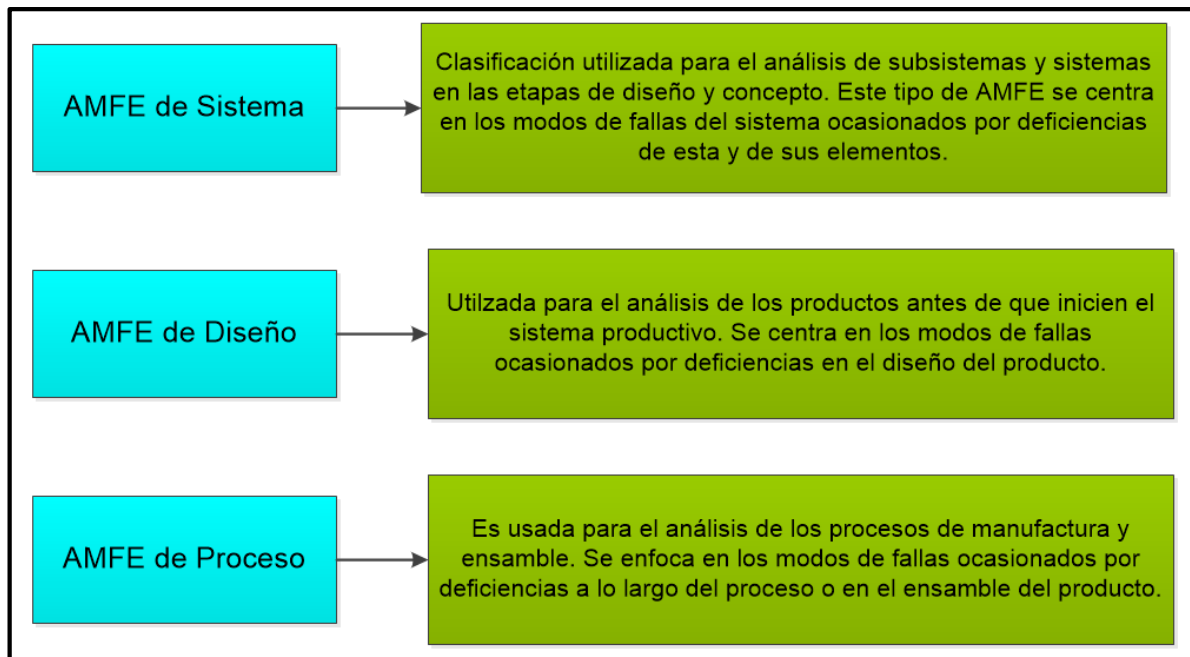 AMFE de Sistema
Clasificación utilizada para el análisis de subsistemas y sistemas
en las etapas de diseño y concepto. Este tipo de AMFE se centra
en los modos de fallas del sistema ocasionados por deficiencias
de esta y de sus elementos.
AMFE de Diseño
Utilzada para el análisis de los productos antes de que inicien el
sistema productivo. Se centra en los modos de fallas
ocasionados por deficiencias en el diseño del producto.
AMFE de Proceso
Es usada para el análisis de los procesos de manufactura y
ensamble. Se enfoca en los modos de fallas ocasionados por
deficiencias a lo largo del proceso o en el ensamble del producto.